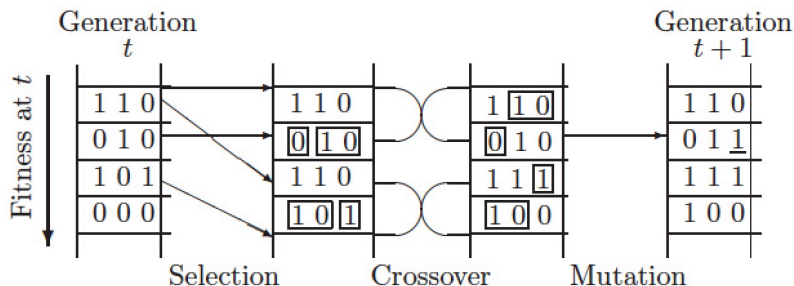 Generation
t
Generation
t + 1
Fitness at t
1 1 0
0 1 0
1 0 1
0 0 0
1 1 0
0 1 0
1 1 0
1 0 1
1 1 0
0 1 0
1 1 1
1 0 0
1 1 0
0 1 1
1 1 1
1 0 0
Selection
Crossover
Mutation